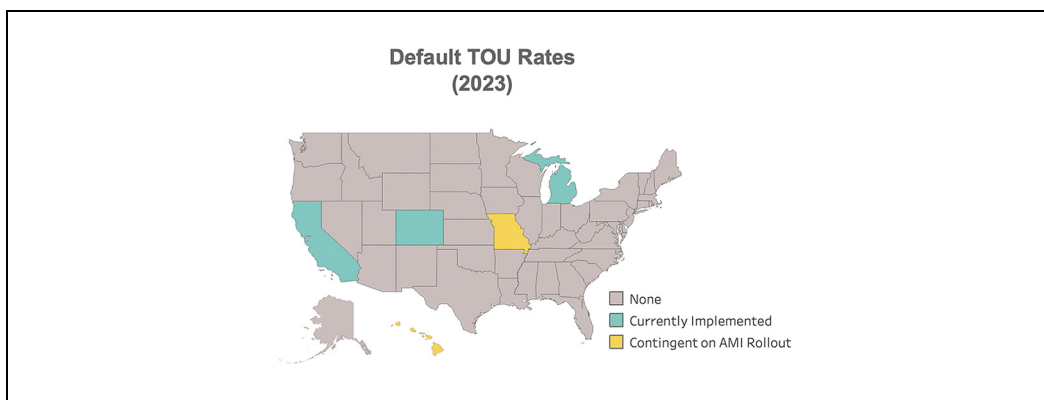 Default TOU Rates
(2023)
None
Currently Implemented
Contingent on AMI Rollout